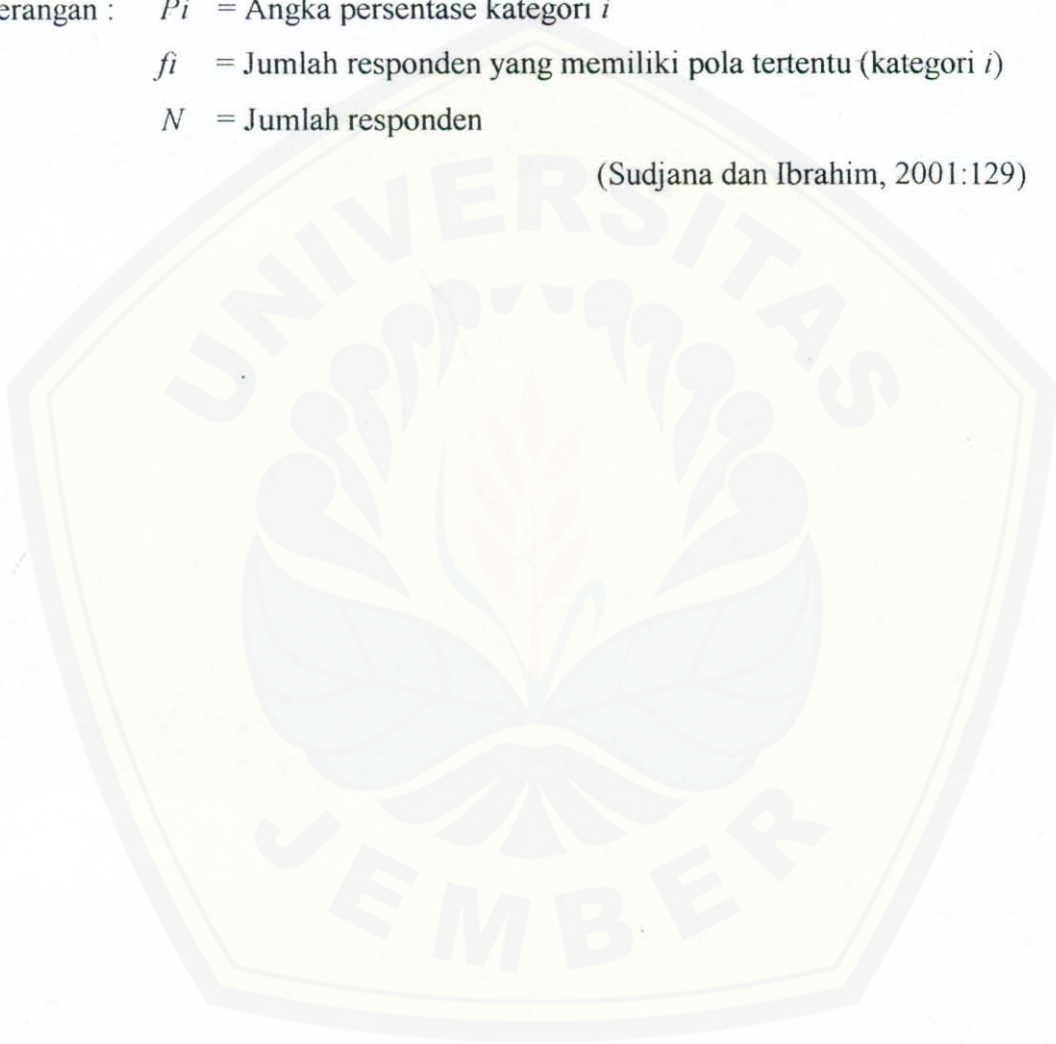 erangan : Pi = Angka persentase kategori i
fi = Jumlah responden yang memiliki pola tertentu (kategori i)
N = Jumlah responden
(Sudjana dan Ibrahim, 2001:129)
UNIVERSITAS
JEMBER